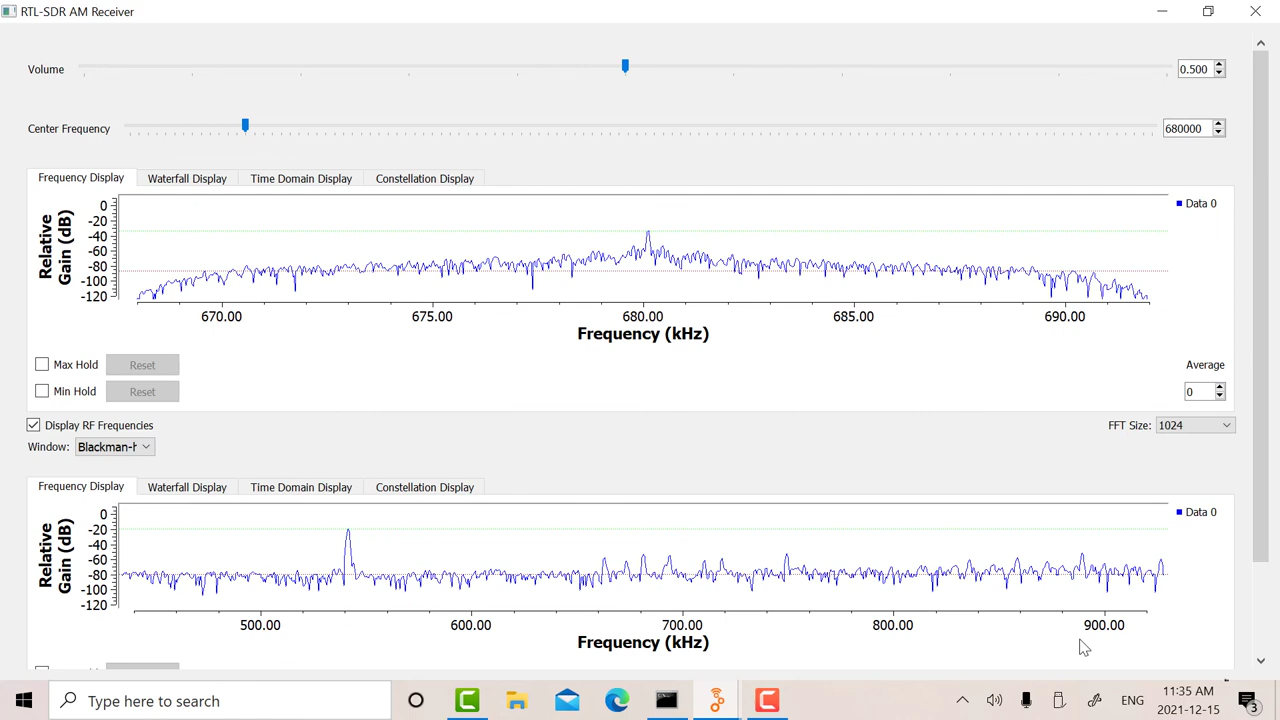 RTL-SDR AM Receiver
Volume
0.500
Center Frequency
680000
Frequency Display Waterfall Display Time Domain Display Constellation Display
Relative Gain (dB)
0
-20
-40
-60
-80
-100
-120
Data 0
670.00 675.00 680.00 685.00 690.00
Frequency (kHz)
Max Hold Reset
Average
Min Hold Reset
0
Display RF Frequencies
FFT Size: 1024
Window: Blackman-h
Frequency Display Waterfall Display Time Domain Display Constellation Display
Relative Gain (dB)
0
-20
-40
-60
-80
-100
-120
Data 0
500.00 600.00 700.00 800.00 900.00
Frequency (kHz)
Type here to search
ENG
11:35 AM
2021-12-15
3